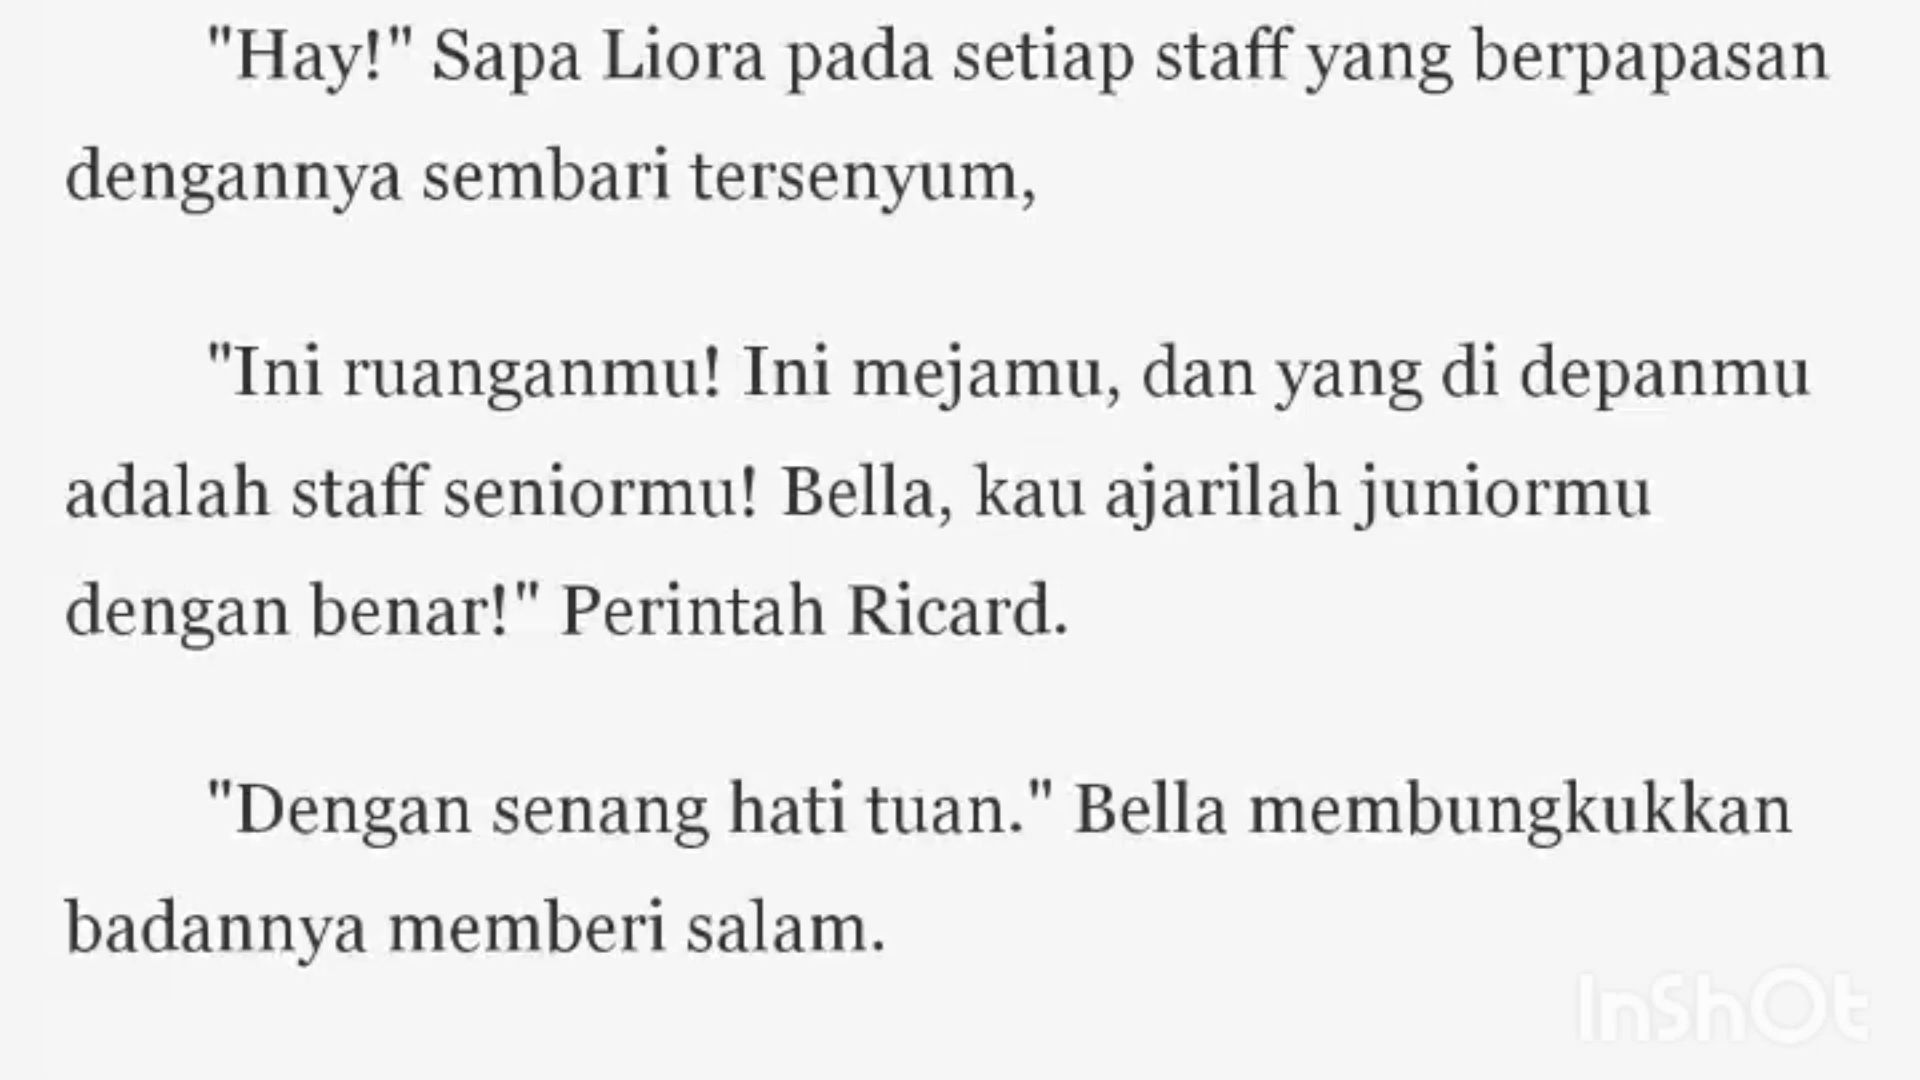 "Hay!" Sapa Liora pada setiap staff yang berpapasan
dengannya sembari tersenyum,
"Ini ruanganmu! Ini mejamu, dan yang di depanmu
adalah staff seniormu! Bella, kau ajarilah juniormu
dengan benar!" Perintah Ricard.
"Dengan senang hati tuan." Bella membungkukkan
badannya memberi salam.
InShOt